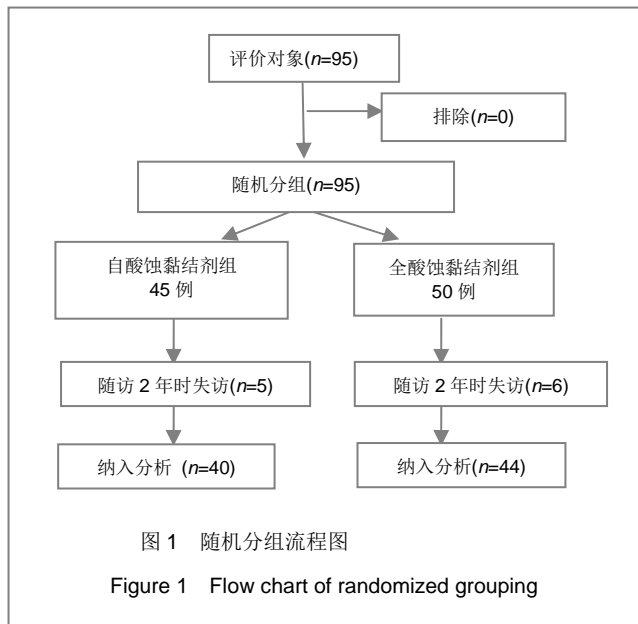 评价对象(n=95)
排除(n=0)
随机分组(n=95)
自酸蚀黏结剂组
45 例
全酸蚀黏结剂组
50 例
随访 2 年时失访(n=5)
随访 2 年时失访(n=6)
纳入分析 (n=40)
纳入分析(n=44)
图 1 随机分组流程图
Figure 1 Flow chart of randomized grouping